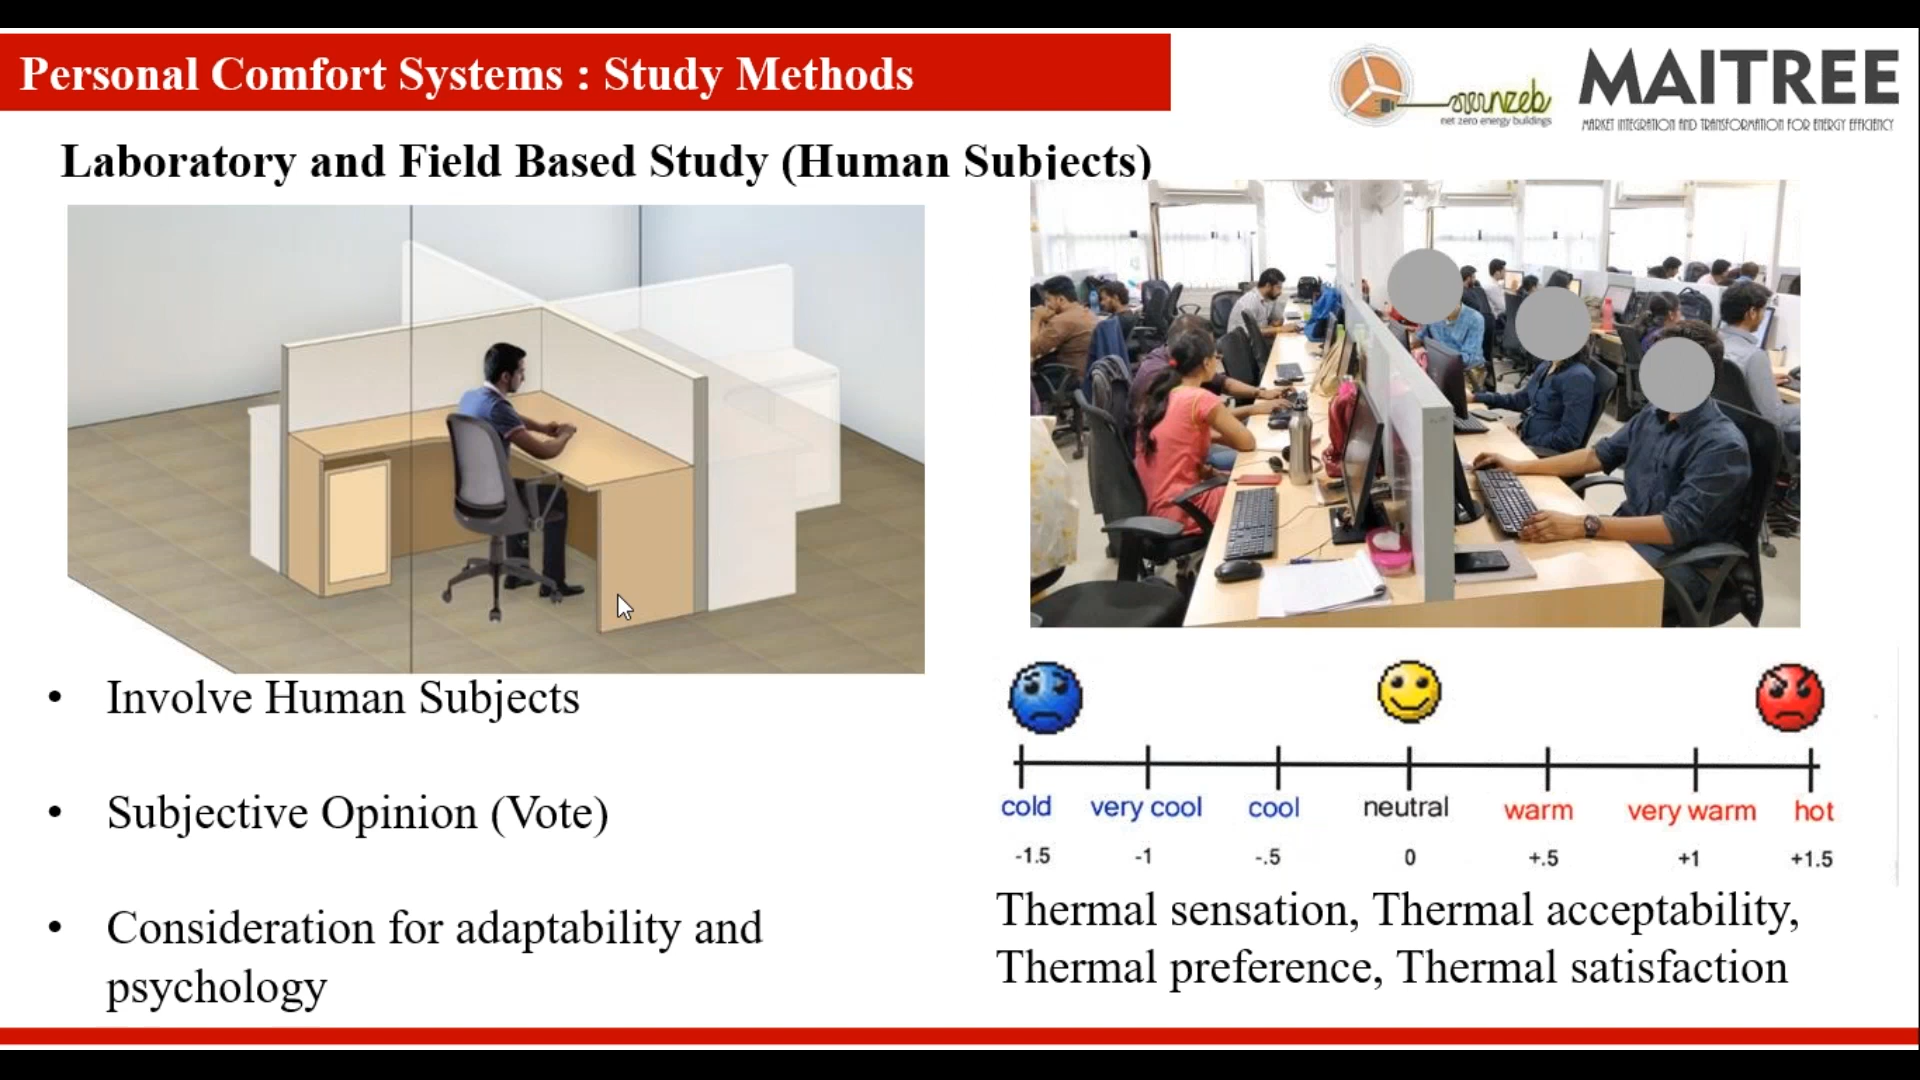 Personal Comfort Systems : Study Methods
nzeb
net zero energy buildings
MAITREE
MARKET INTEGRATION AND TRANSFORMATION FOR ENERGY EFFICIENCY
Laboratory and Field Based Study (Human Subjects)
• Involve Human Subjects
• Subjective Opinion (Vote)
• Consideration for adaptability and
psychology
cold very cool cool neutral warm very warm hot
-1.5 -1 -.5 0 +.5 +1 +1.5
Thermal sensation, Thermal acceptability,
Thermal preference, Thermal satisfaction